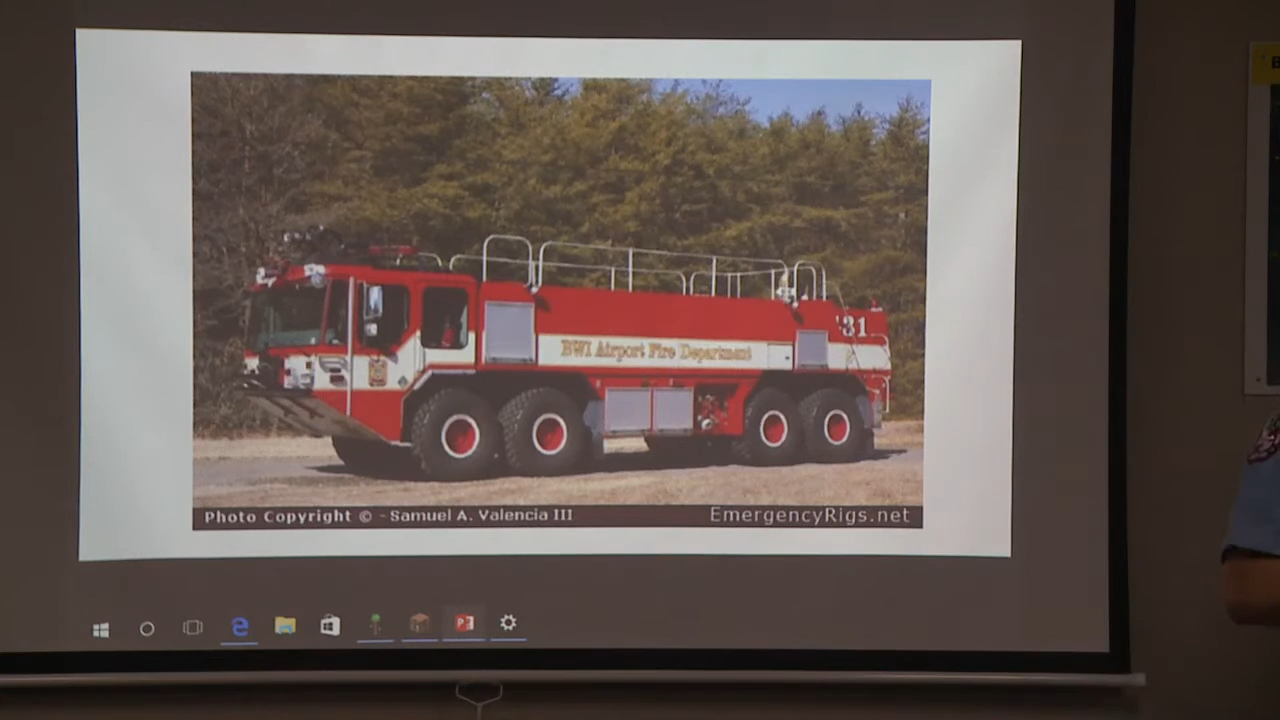 '31
BWI Airport Fire Department
Photo Copyright © - Samuel A. Valencia III
EmergencyRigs.net